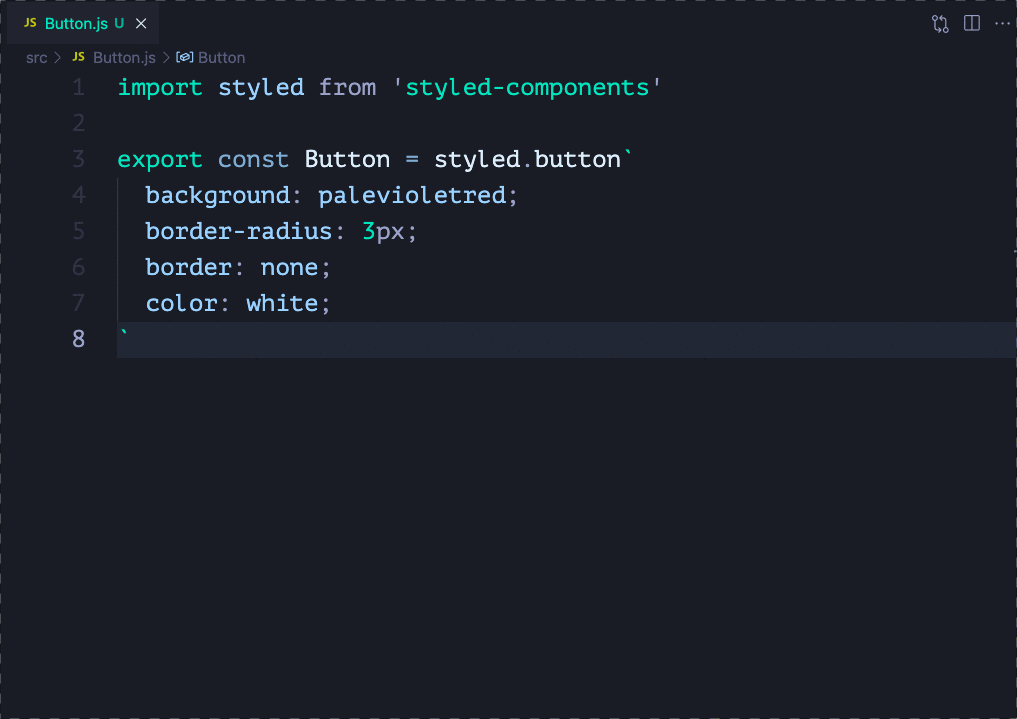 JS Button.js U ×
src > JS Button.js > Button
1 import styled from 'styled-components'
2
3 export const Button = styled.button`
4   background: palevioletred;
5   border-radius: 3px;
6   border: none;
7   color: white;
8 `